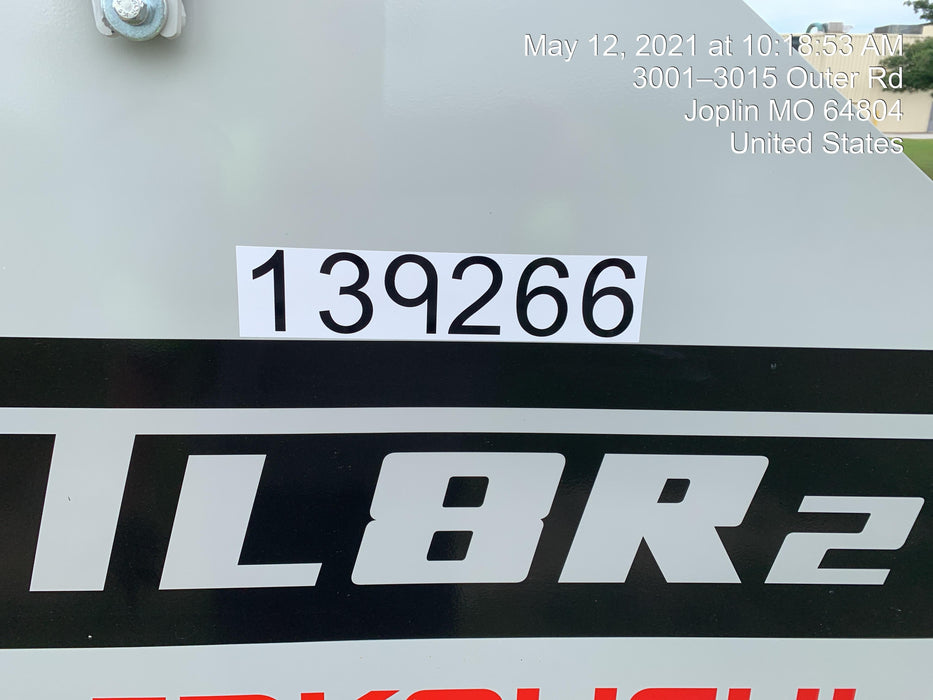 May 12, 2021 at 10:18:53 AM
3001–3015 Outer Rd
Joplin MO 64804
United States
139266
TL8R2